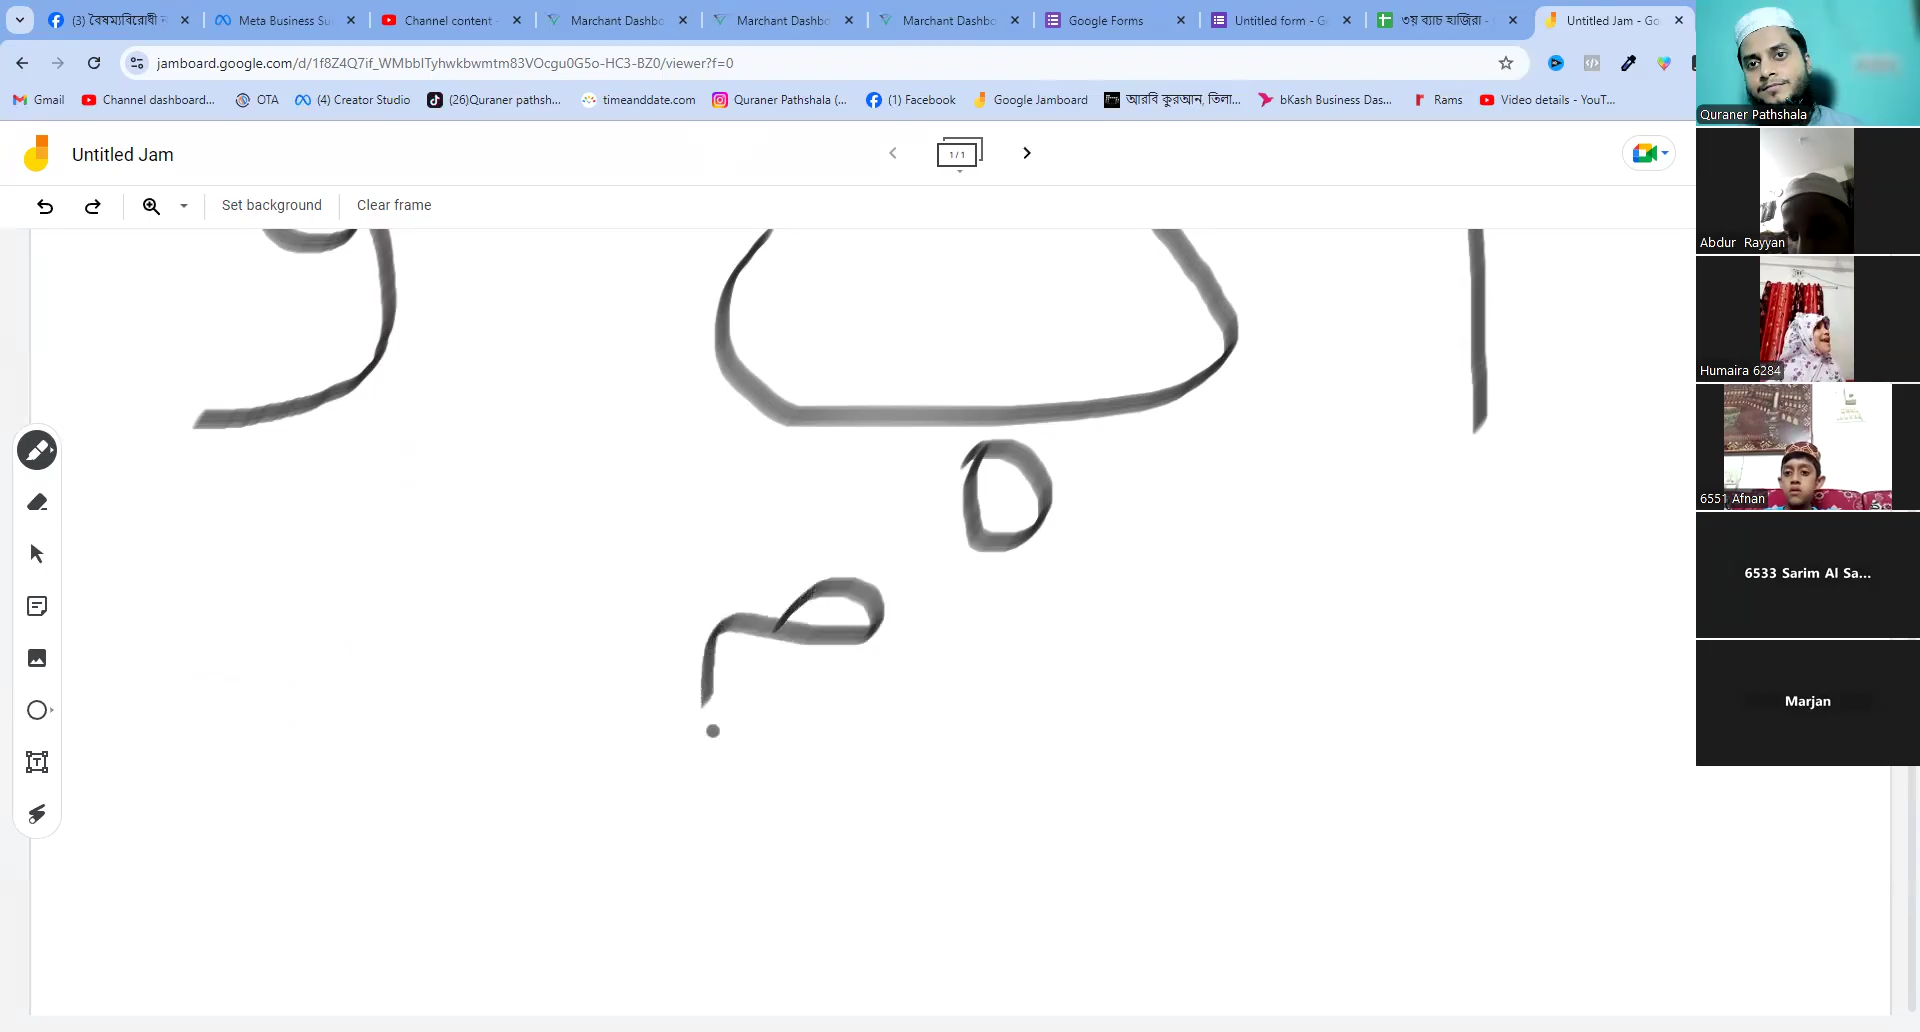 (3) বৈষম্যবিরোধী
Meta Business Su
Channel content -
Marchant Dashbo
Marchant Dashbo
Marchant Dashbo
Google Forms
Untitled form - G
৩য় ব্যাচ হাজিরা -
Untitled Jam - Go
jamboard.google.com/d/1f8Z4Q7if_WMbbITyhwkbwmtm83VOcgu0G5o-HC3-BZ0/viewer?f=0
Gmail
Channel dashboard...
OTA
(4) Creator Studio
(26)Quraner pathsh...
timeanddate.com
Quraner Pathshala (...
(1) Facebook
Google Jamboard
আরবি কুরআন, তিলা...
bKash Business Das...
Rams
Video details - YouT...
Untitled Jam
1 / 1
Set background
Clear frame
Quraner Pathshala
Abdur Rayyan
Humaira 6284
6551 Afnan
6533 Sarim Al Sa...
Marjan
و
ه
ا
م